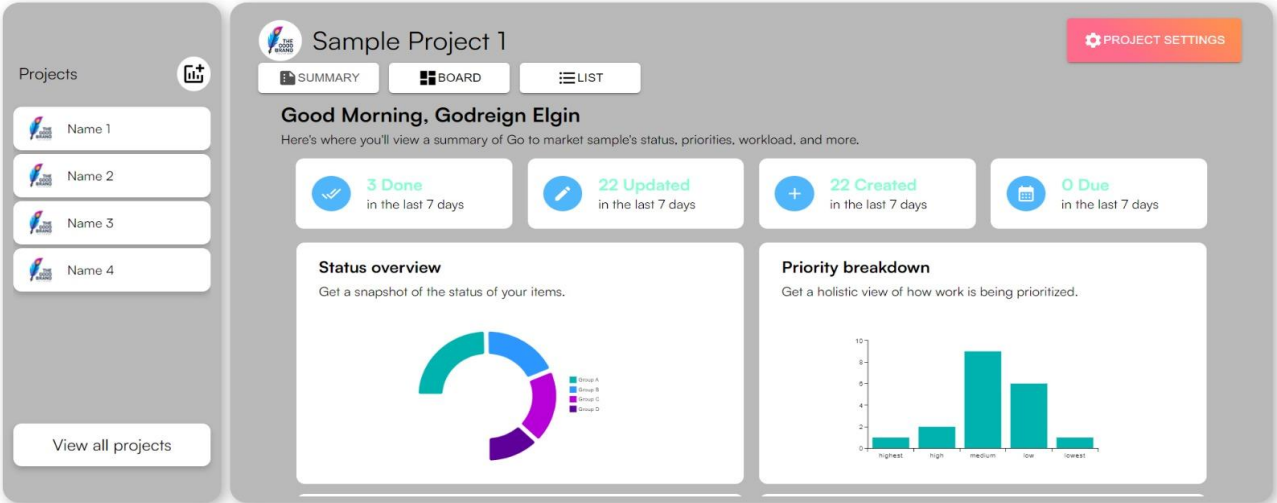 Projects
Name 1
Name 2
Name 3
Name 4
View all projects
THE GOOD BRAND
Sample Project 1
PROJECT SETTINGS
SUMMARY
BOARD
LIST
Good Morning, Godreign Elgin
Here's where you'll view a summary of Go to market sample's status, priorities, workload, and more.
3 Done
in the last 7 days
22 Updated
in the last 7 days
22 Created
in the last 7 days
0 Due
in the last 7 days
Status overview
Get a snapshot of the status of your items.
Group A
Group B
Group C
Group D
Priority breakdown
Get a holistic view of how work is being prioritized.
10
8
6
4
2
0
highest high medium low lowest